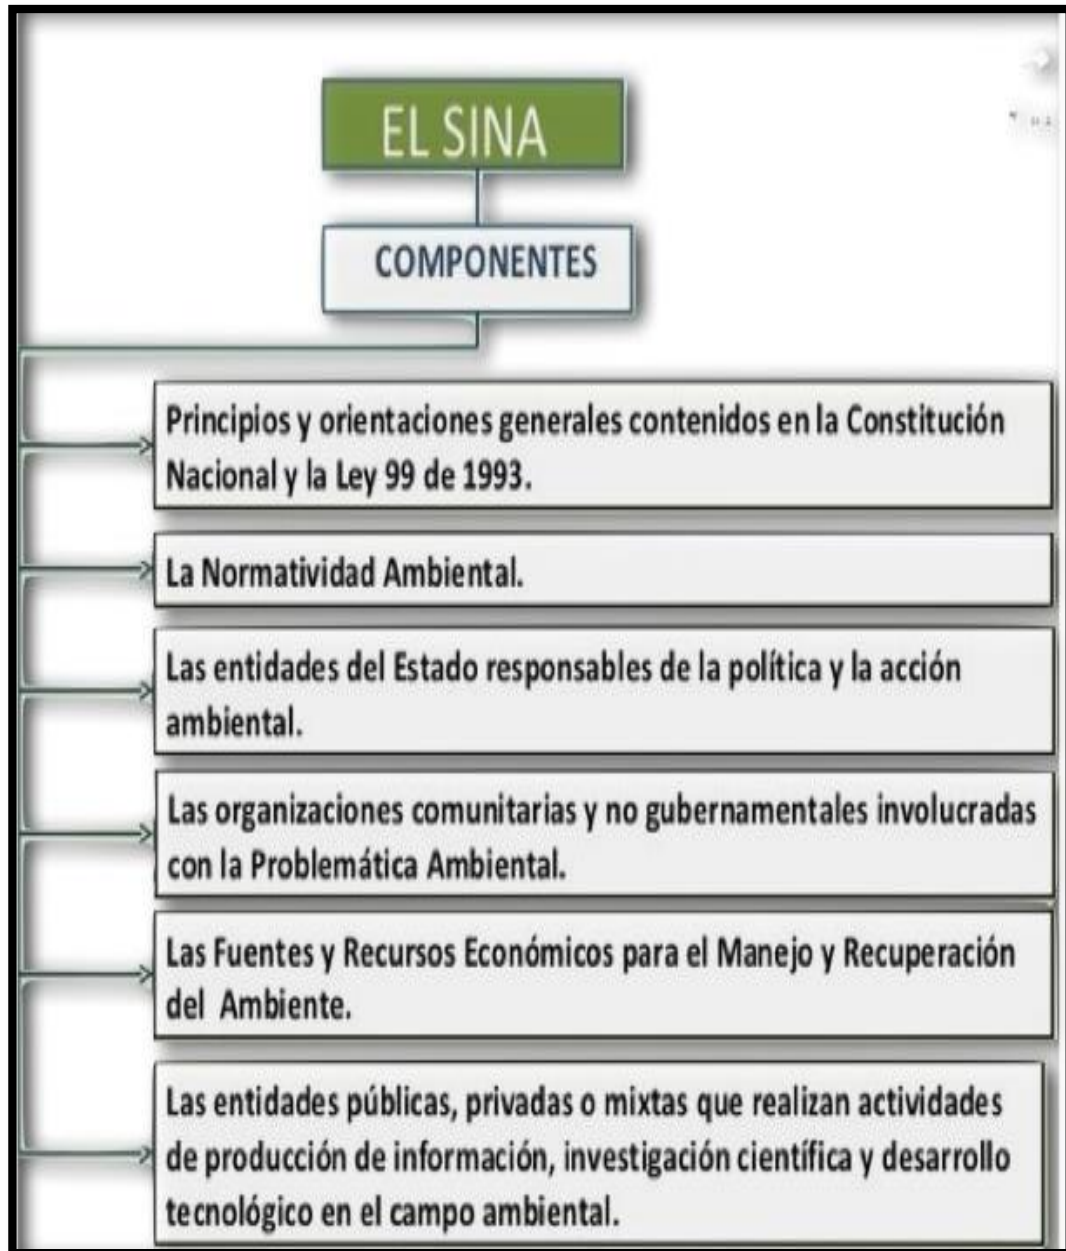 EL SINA
COMPONENTES
Principios y orientaciones generales contenidos en la Constitución
Nacional y la Ley 99 de 1993.
La Normatividad Ambiental.
Las entidades del Estado responsables de la política y la acción
ambiental.
Las organizaciones comunitarias y no gubernamentales involucradas
con la Problemática Ambiental.
Las Fuentes y Recursos Económicos para el Manejo y Recuperación
del Ambiente.
Las entidades públicas, privadas o mixtas que realizan actividades
de producción de información, investigación científica y desarrollo
tecnológico en el campo ambiental.